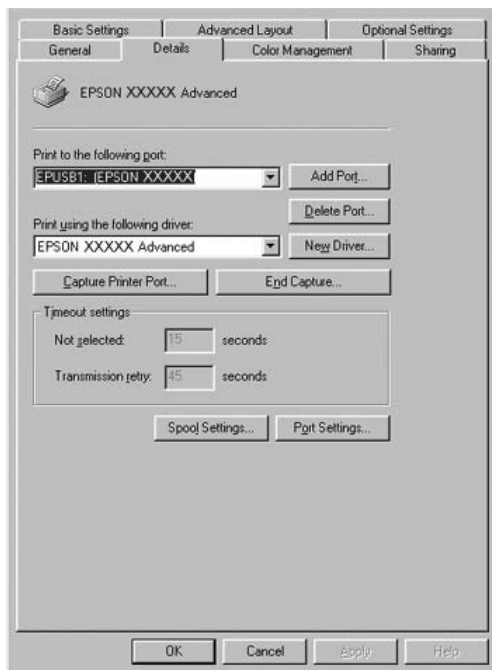 Basic Settings Advanced Layout Optional Settings
General Details Color Management Sharing
EPSON XXXXX Advanced
Print to the following port:
EPUSB1: (EPSON XXXXX Add Port...
Delete Port...
Print using the following driver:
EPSON XXXXX Advanced New Driver...
Capture Printer Port... End Capture...
Timeout settings
Not selected: 15 seconds
Transmission retry: 45 seconds
Spool Settings... Port Settings...
OK Cancel Apply Help